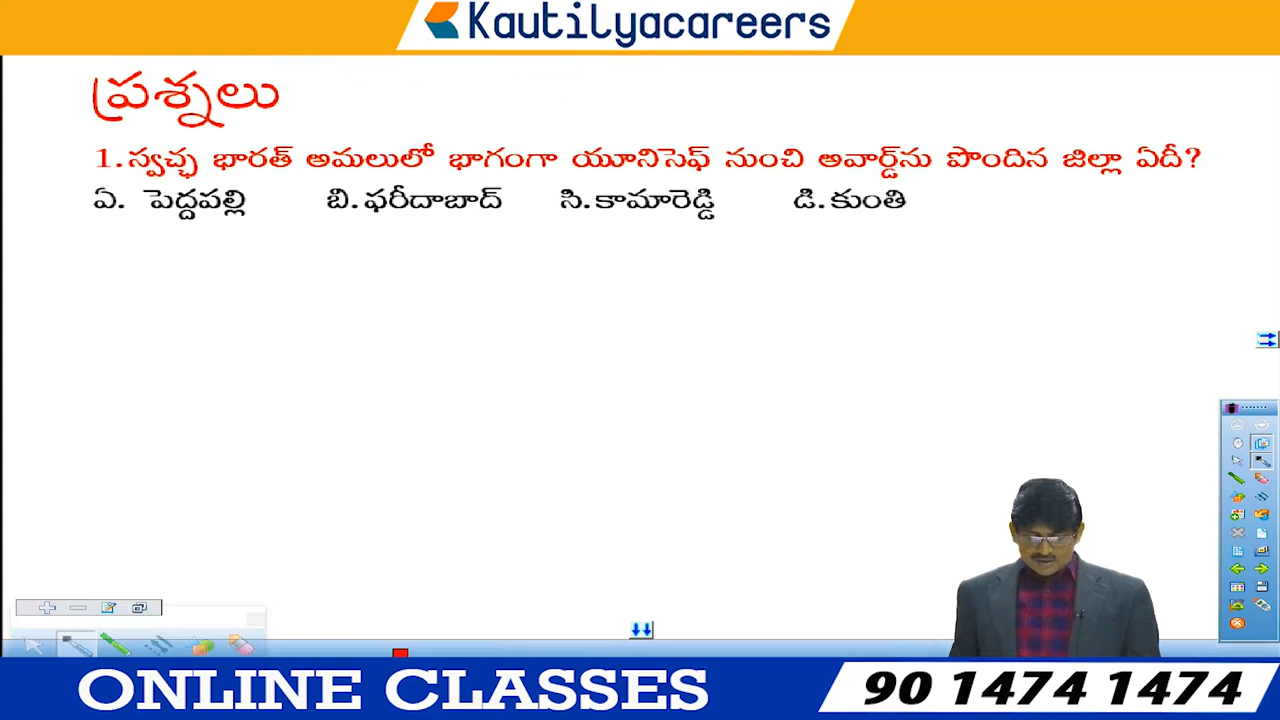 Kautilyacareers
ప్రశ్నలు
1.స్వచ్ఛ భారత్ అమలులో భాగంగా యూనిసెఫ్ నుంచి అవార్డ్‌ను పొందిన జిల్లా ఏదీ?
ఏ. పెద్దపల్లి బి.ఫరీదాబాద్ సి.కామారెడ్డి డి.కుంతి
ONLINE CLASSES 90 1474 1474